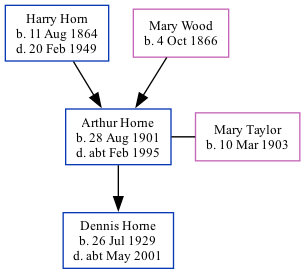 Harry Horn
b. 11 Aug 1864
d. 20 Feb 1949
Mary Wood
b. 4 Oct 1866
Arthur Horne
b. 28 Aug 1901
d. abt Feb 1995
Mary Taylor
b. 10 Mar 1903
Dennis Horne
b. 26 Jul 1929
d. abt May 2001